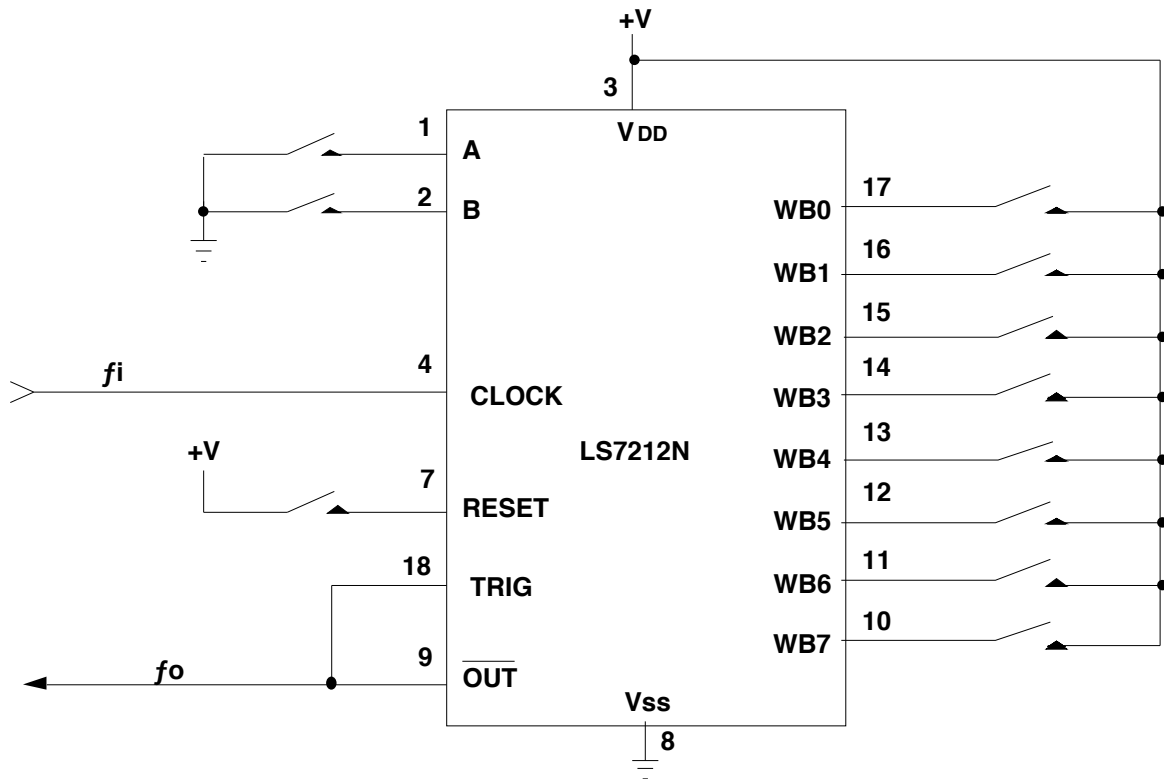 +V
3
VDD
1
A
2
B
17
WB0
16
WB1
15
WB2
14
WB3
13
WB4
12
WB5
11
WB6
10
WB7
ƒi
4
CLOCK
LS7212N
+V
7
RESET
18
TRIG
9
OUT
ƒo
Vss
8